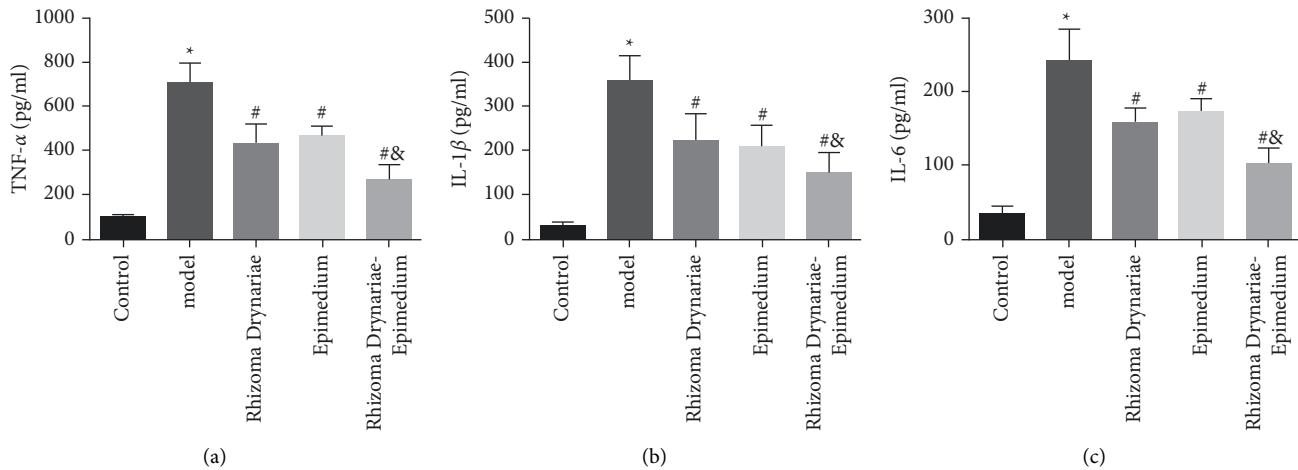 TNF-α (pg/ml)
1000
800
600
400
200
0
*
#
#
#&
Control
model
Rhizoma Drynariae
Epimedium
Rhizoma Drynariae-
Epimedium
(a)
IL-1β (pg/ml)
500
400
300
200
100
0
*
#
#
#&
Control
model
Rhizoma Drynariae
Epimedium
Rhizoma Drynariae-
Epimedium
(b)
IL-6 (pg/ml)
300
200
100
0
*
#
#
#&
Control
model
Rhizoma Drynariae
Epimedium
Rhizoma Drynariae-
Epimedium
(c)